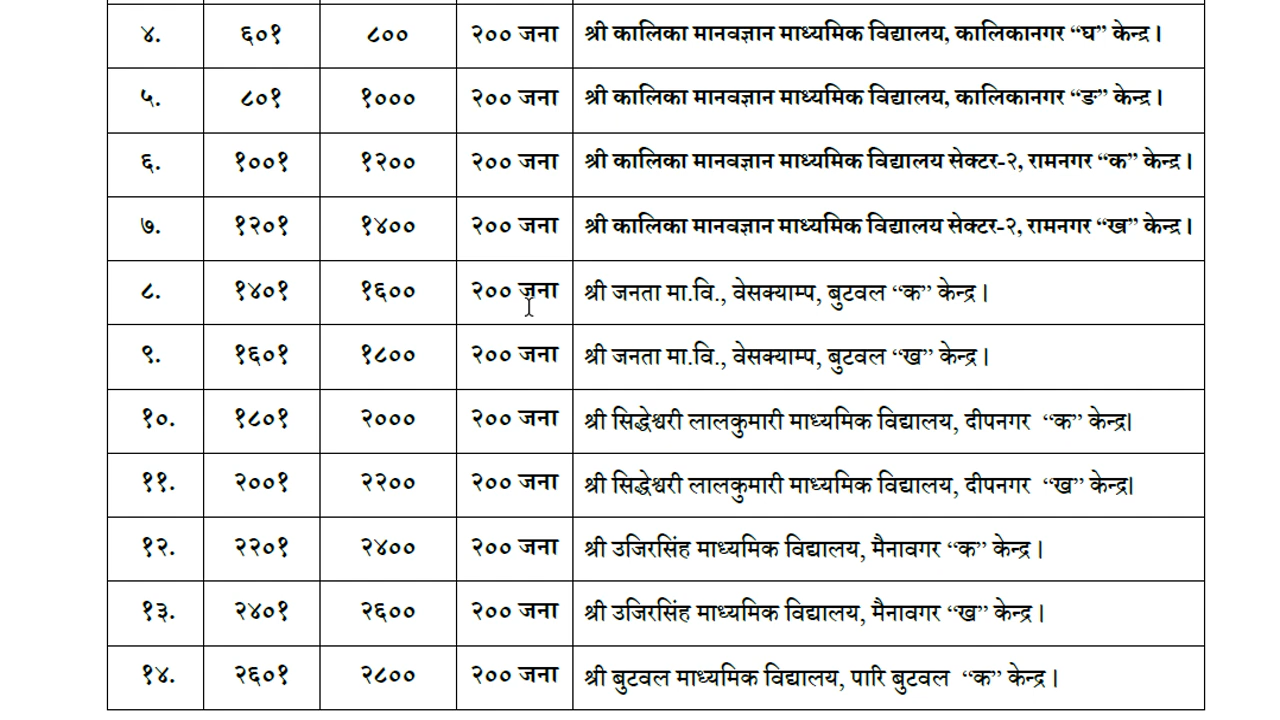 ४. ६०१ ८०० २०० जना श्री कालिका मानवज्ञान माध्यमिक विद्यालय, कालिकानगर “घ” केन्द्र।
५. ८०१ १००० २०० जना श्री कालिका मानवज्ञान माध्यमिक विद्यालय, कालिकानगर “ङ” केन्द्र।
६. १००१ १२०० २०० जना श्री कालिका मानवज्ञान माध्यमिक विद्यालय सेक्टर-२, रामनगर “क” केन्द्र।
७. १२०१ १४०० २०० जना श्री कालिका मानवज्ञान माध्यमिक विद्यालय सेक्टर-२, रामनगर “ख” केन्द्र।
८. १४०१ १६०० २०० जना श्री जनता मा.वि., वेसक्याम्प, बुटवल “क” केन्द्र।
९. १६०१ १८०० २०० जना श्री जनता मा.वि., वेसक्याम्प, बुटवल “ख” केन्द्र।
१०. १८०१ २००० २०० जना श्री सिद्धेश्वरी लालकुमारी माध्यमिक विद्यालय, दीपनगर “क” केन्द्र।
११. २००१ २२०० २०० जना श्री सिद्धेश्वरी लालकुमारी माध्यमिक विद्यालय, दीपनगर “ख” केन्द्र।
१२. २२०१ २४०० २०० जना श्री उजिरसिंह माध्यमिक विद्यालय, मैनावगर “क” केन्द्र।
१३. २४०१ २६०० २०० जना श्री उजिरसिंह माध्यमिक विद्यालय, मैनावगर “ख” केन्द्र।
१४. २६०१ २८०० २०० जना श्री बुटवल माध्यमिक विद्यालय, पारि बुटवल “क” केन्द्र।